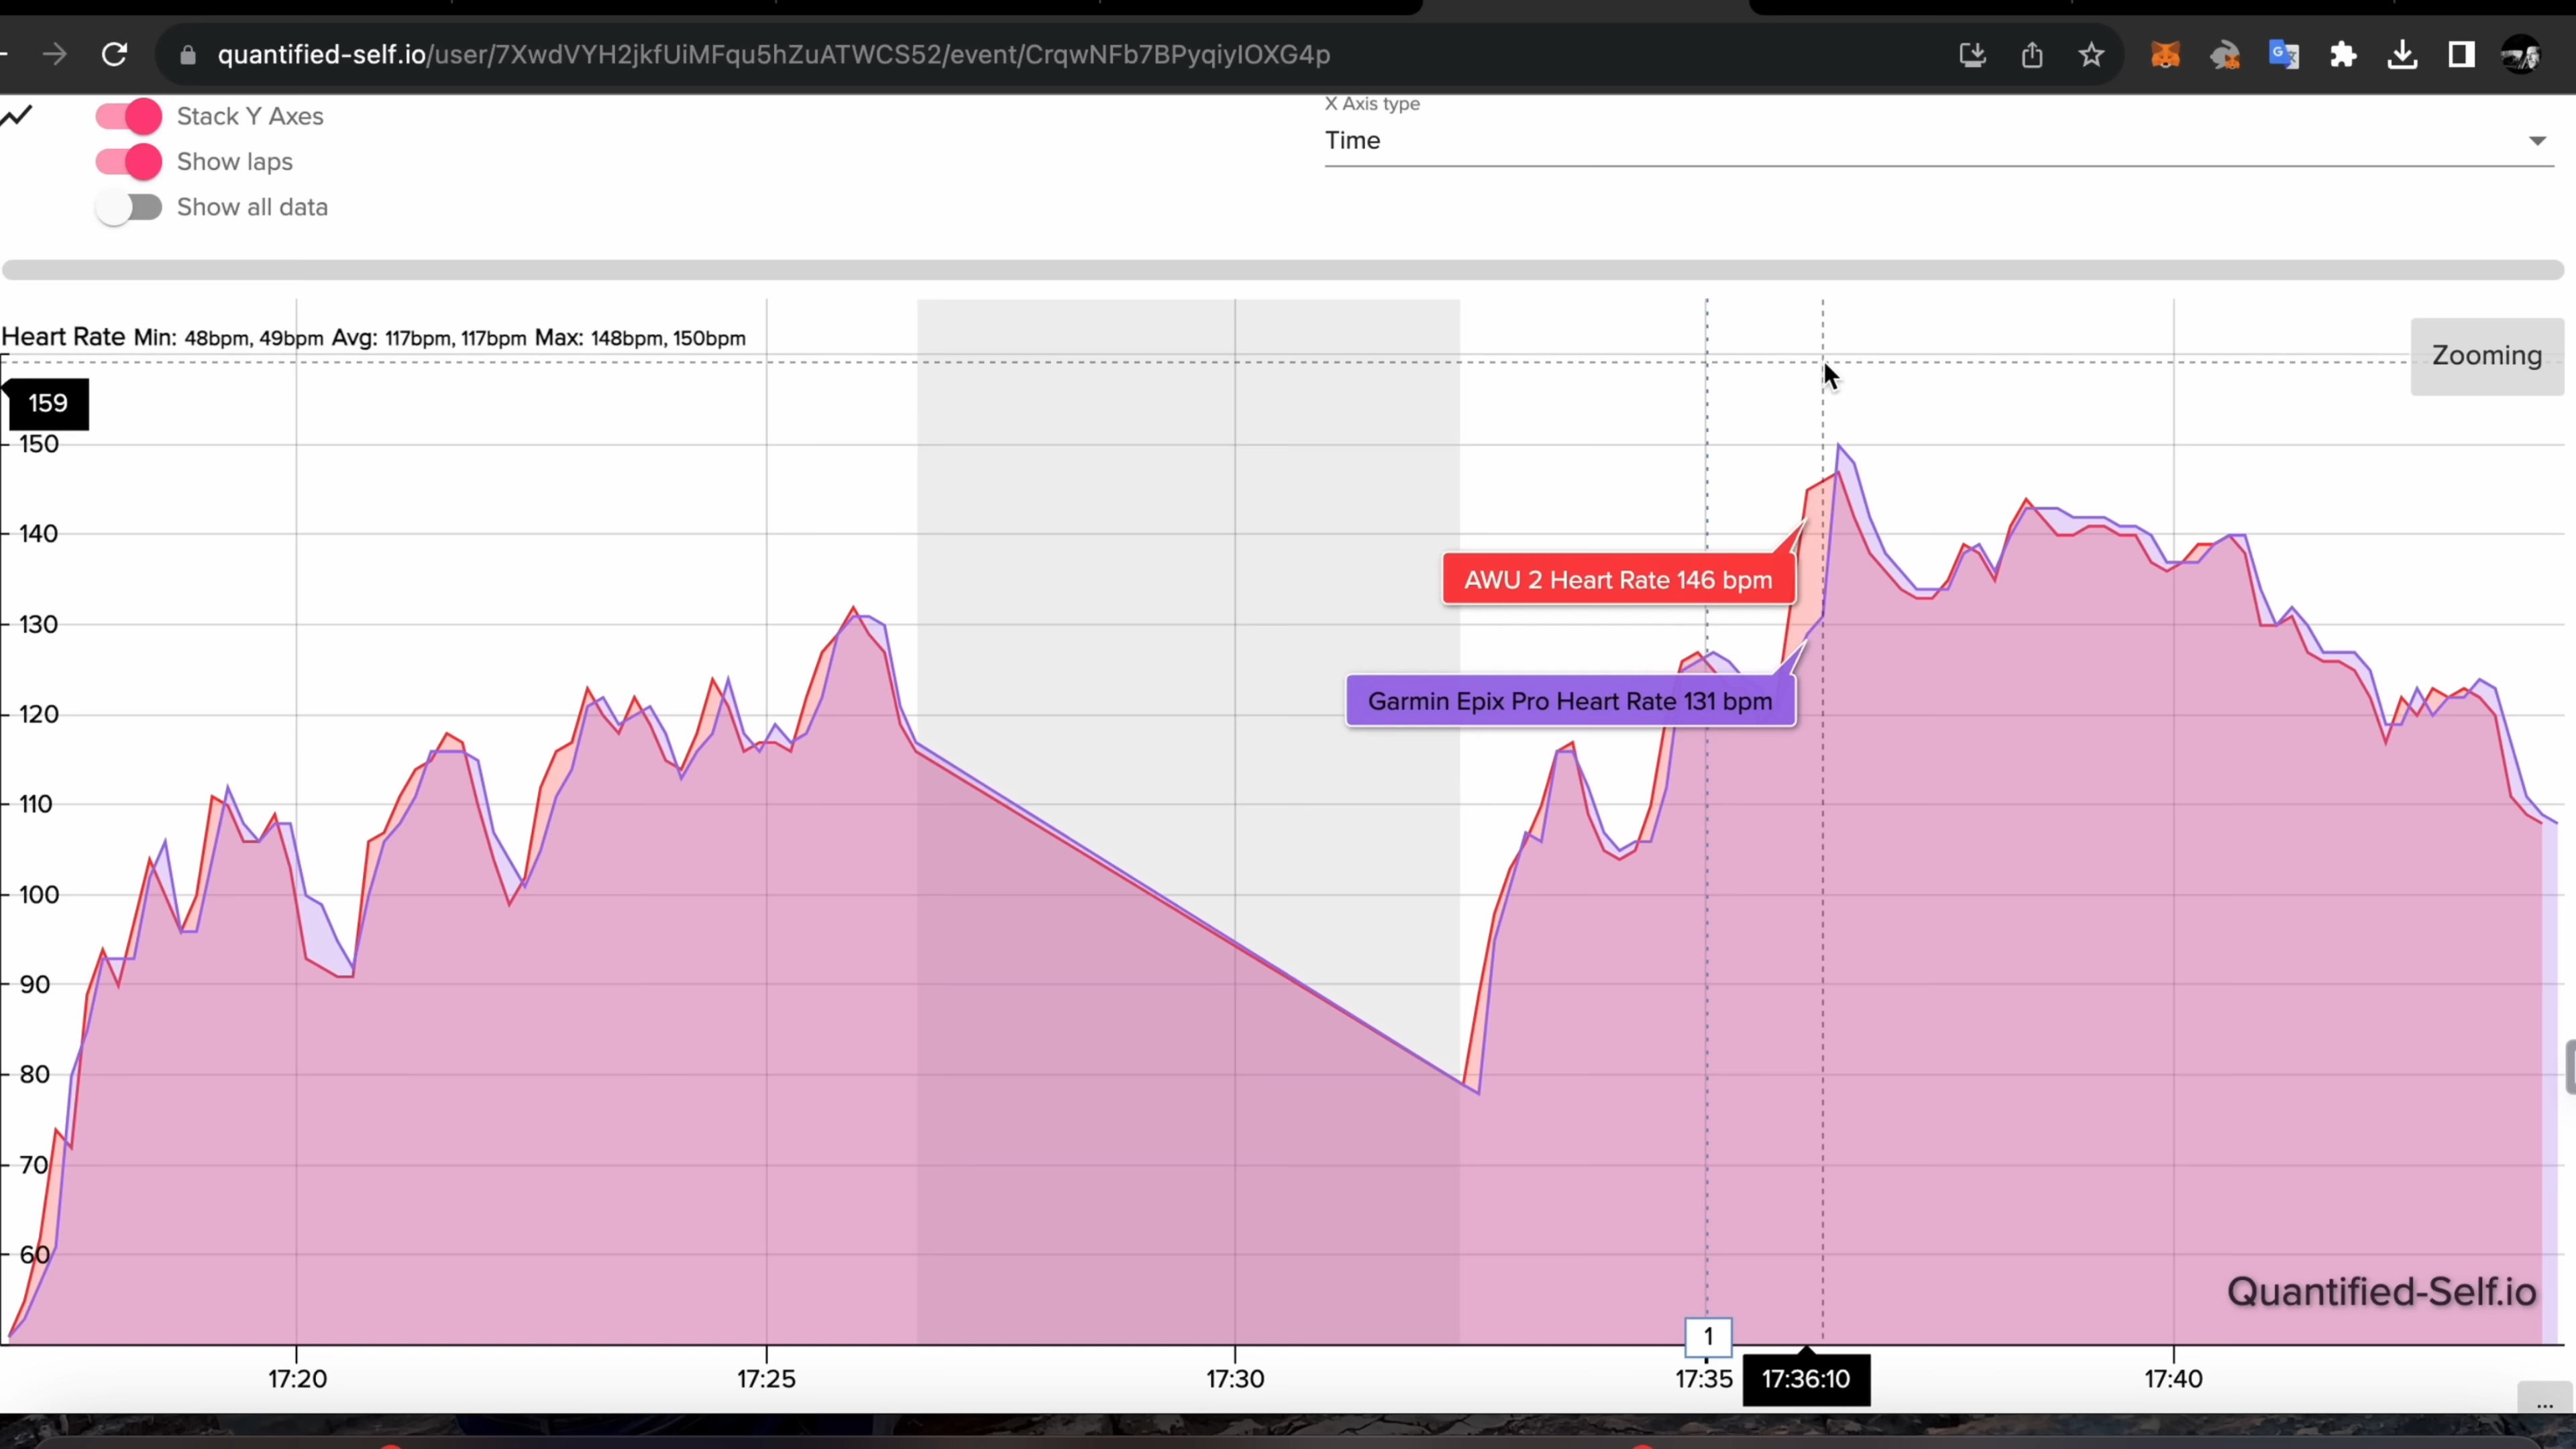 quantified-self.io/user/7XwdVYH2jkfUiMFqu5hZuATWCS52/event/CrqwNFb7BPyqiyIOXG4p
Stack Y Axes
Show laps
Show all data
X Axis type
Time
Heart Rate Min: 48bpm, 49bpm Avg: 117bpm, 117bpm Max: 148bpm, 150bpm
Zooming
159
150
140
130
120
110
100
90
80
70
60
AWU 2 Heart Rate 146 bpm
Garmin Epix Pro Heart Rate 131 bpm
Quantified-Self.io
1
17:20
17:25
17:30
17:35
17:36:10
17:40
...